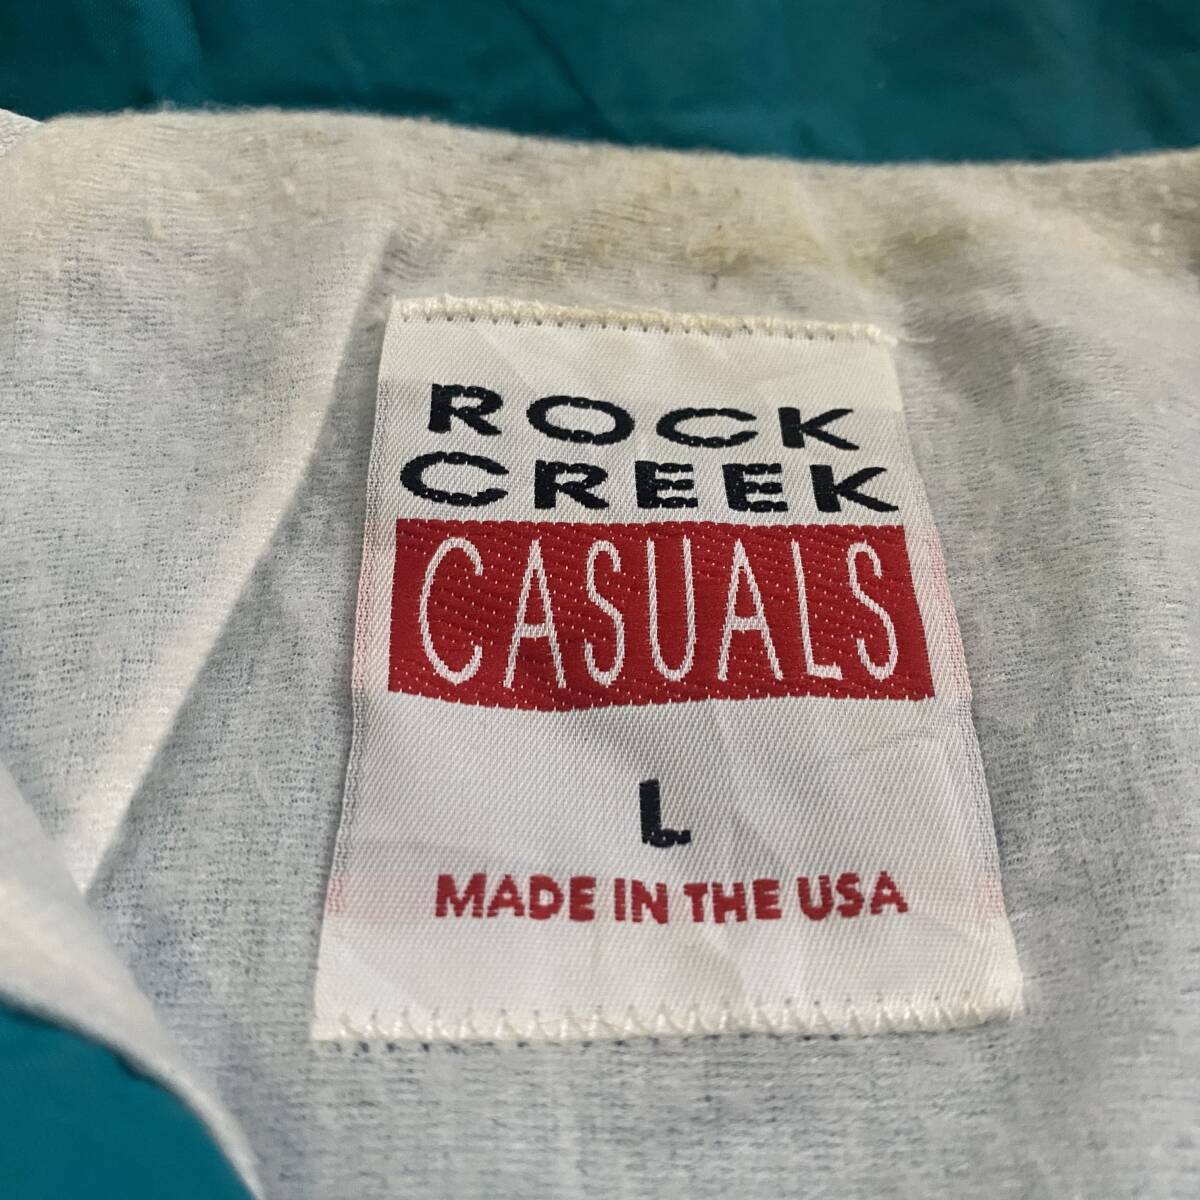 ROCK
CREEK
CASUALS
L
MADE IN THE USA